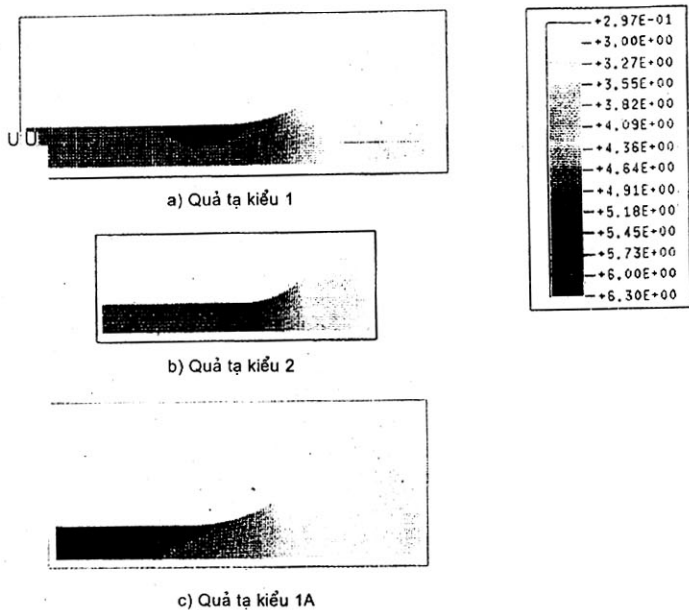 +2.97E-01
+3.00E+00
+3.27E+00
+3.55E+00
+3.82E+00
+4.09E+00
+4.36E+00
+4.64E+00
+4.91E+00
+5.18E+00
+5.45E+00
+5.73E+00
+6.00E+00
+6.30E+00
a) Quả tạ kiểu 1
b) Quả tạ kiểu 2
c) Quả tạ kiểu 1A